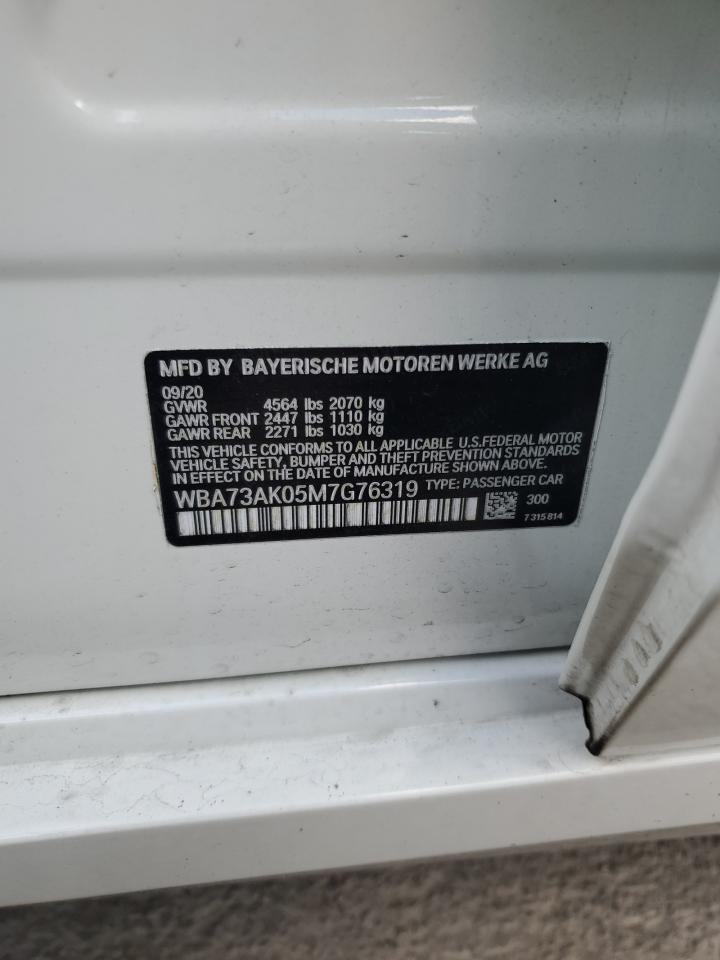 MFD BY BAYERISCHE MOTOREN WERKE AG
09/20
GVWR 4564 lbs 2070 kg
GAWR FRONT 2447 lbs 1110 kg
GAWR REAR 2271 lbs 1030 kg
THIS VEHICLE CONFORMS TO ALL APPLICABLE U.S.FEDERAL MOTOR
VEHICLE SAFETY, BUMPER AND THEFT PREVENTION STANDARDS
IN EFFECT ON THE DATE OF MANUFACTURE SHOWN ABOVE.
WBA73AK05M7G76319 TYPE: PASSENGER CAR
300
7 315 814